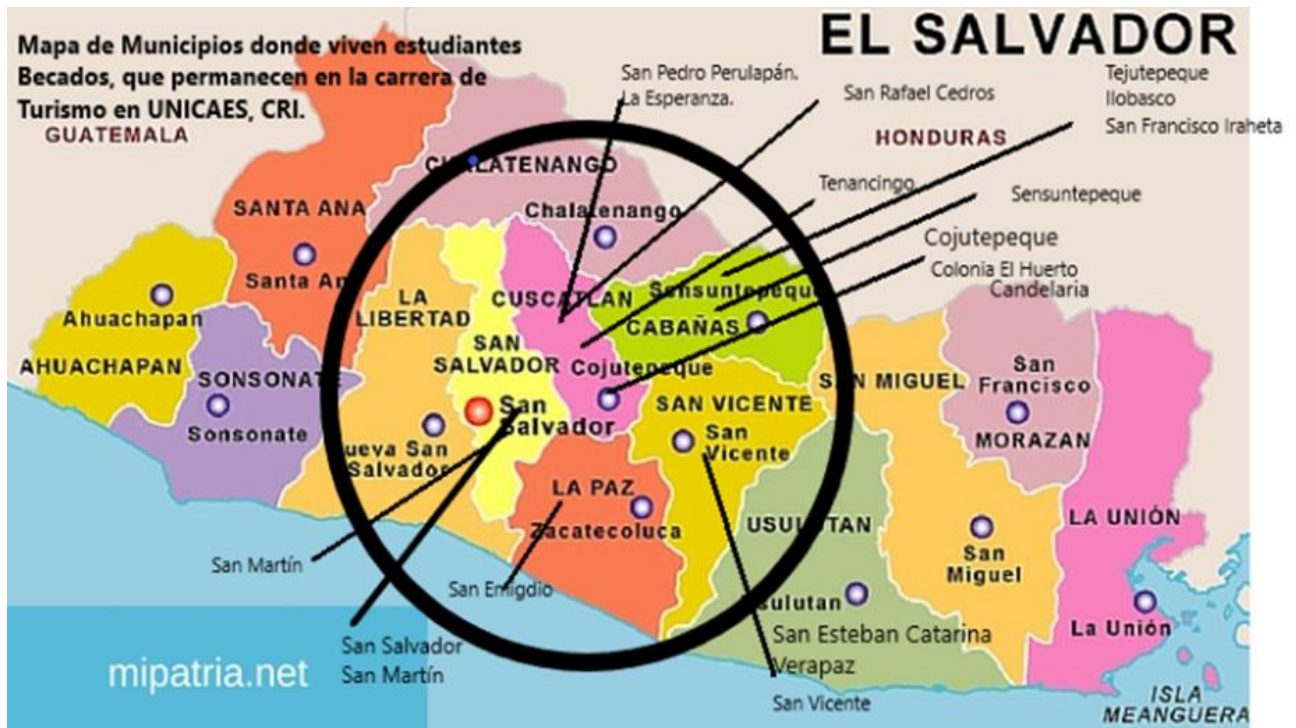 Mapa de Municipios donde viven estudiantes
Becados, que permanecen en la carrera de
Turismo en UNICAES, CRI.
EL SALVADOR
GUATEMALA
HONDURAS
San Pedro Perulapán.
La Esperanza.
San Rafael Cedros
Tejutepeque
Ilobasco
San Francisco Iraheta
Tenancingo
Sensuntepeque
Cojutepeque
Colonia El Huerto
Candelaria
CHALATENANGO
Chalatenango
SANTA ANA
Santa An
Ahuachapan
AHUACHAPAN
SONSONATE
Sonsonate
LA
LIBERTAD
ueva San
Salvador
CUSCATLAN
Sensuntepequ
CABAÑAS
SAN
SALVADOR
Cojutepeque
San
Salvador
SAN VICENTE
San
Vicente
SAN MIGUEL
San
Francisco
MORAZAN
LA PAZ
Zacatecoluca
USULUTAN
sulutan
San
Miguel
LA UNIÓN
La Unión
San Martín
San Emigdio
San Salvador
San Martín
San Esteban Catarina
Verapaz
San Vicente
mipatria.net
ISLA
MEANGUERA